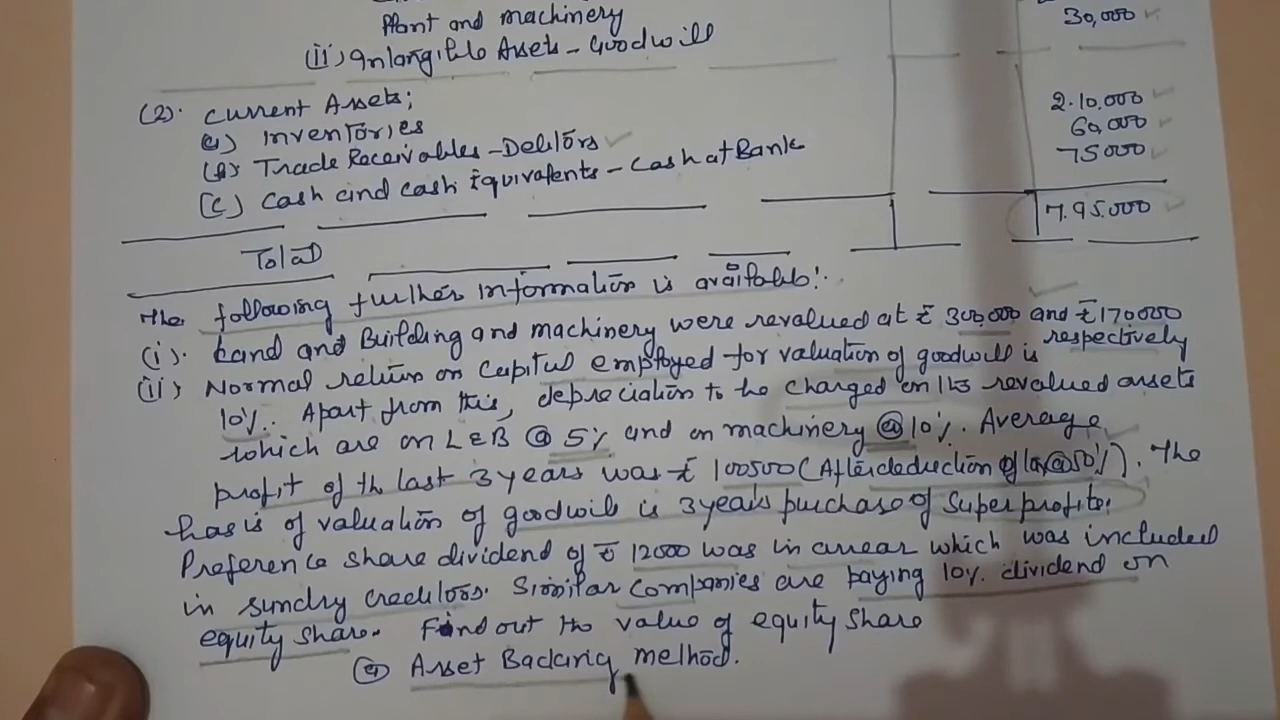 Plant and machinery
30,000
(ii) Intangible Assets - Goodwill
(2). Current Assets;
(a) Inventories 2.10,000
(b) Trade Receivables - Debtors 60,000
(c) Cash and cash Equivalents - Cash at Bank 75000
Total 7.95.000
The following further information is available!.
(i). Land and Building and machinery were revalued at ₹ 300,000 and ₹170000 respectively
(ii) Normal return on capital employed for valuation of goodwill is
10%. Apart from this, depreciation to be charged on its revalued assets
which are on L&B @ 5% and on machinery @ 10%. Average
profit of th last 3 years was ₹ 100500 (After deduction of tax@50%). The
basis of valuation of goodwill is 3 years purchase of Super profits.
Preference share dividend of ₹ 12000 was in arrear which was included
in sundry creditors. Similar companies are paying 10% dividend on
equity share. Find out the value of equity share
(a) Asset Backing method.